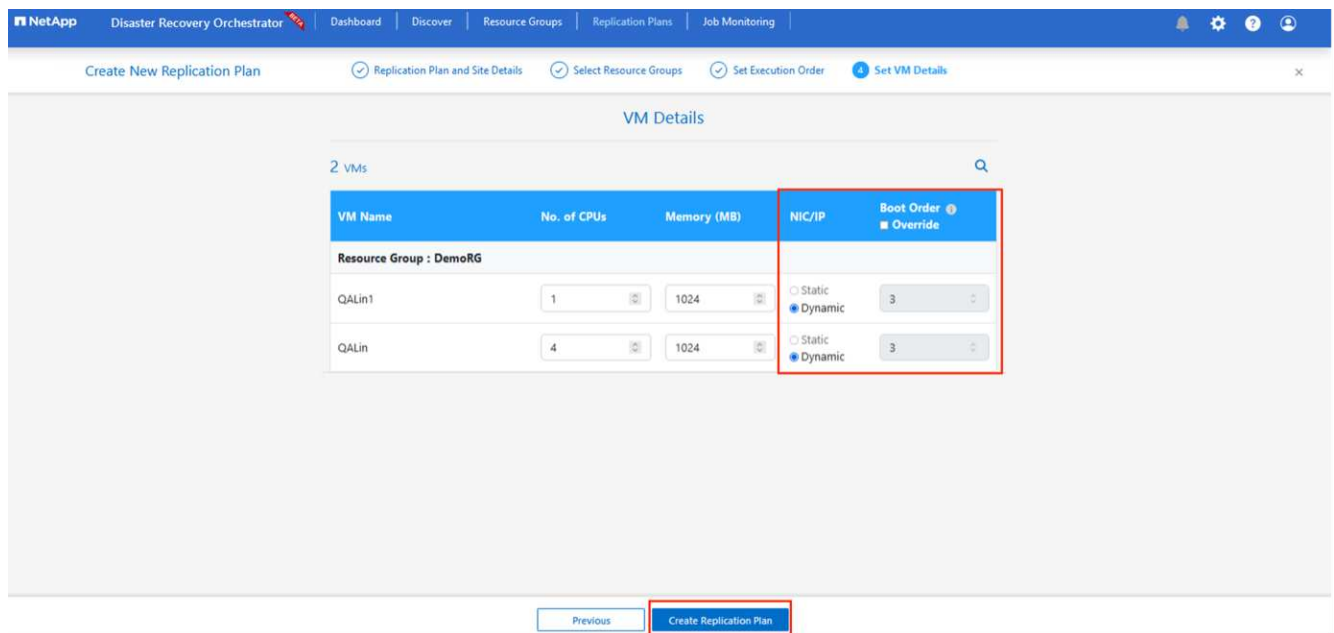 NetApp Disaster Recovery Orchestrator BETA Dashboard Discover Resource Groups Replication Plans Job Monitoring
Create New Replication Plan Replication Plan and Site Details Select Resource Groups Set Execution Order 4 Set VM Details
VM Details
2 VMs
VM Name No. of CPUs Memory (MB) NIC/IP Boot Order Override
Resource Group : DemoRG
QALin1 1 1024 Static Dynamic 3
QALin 4 1024 Static Dynamic 3
Previous Create Replication Plan